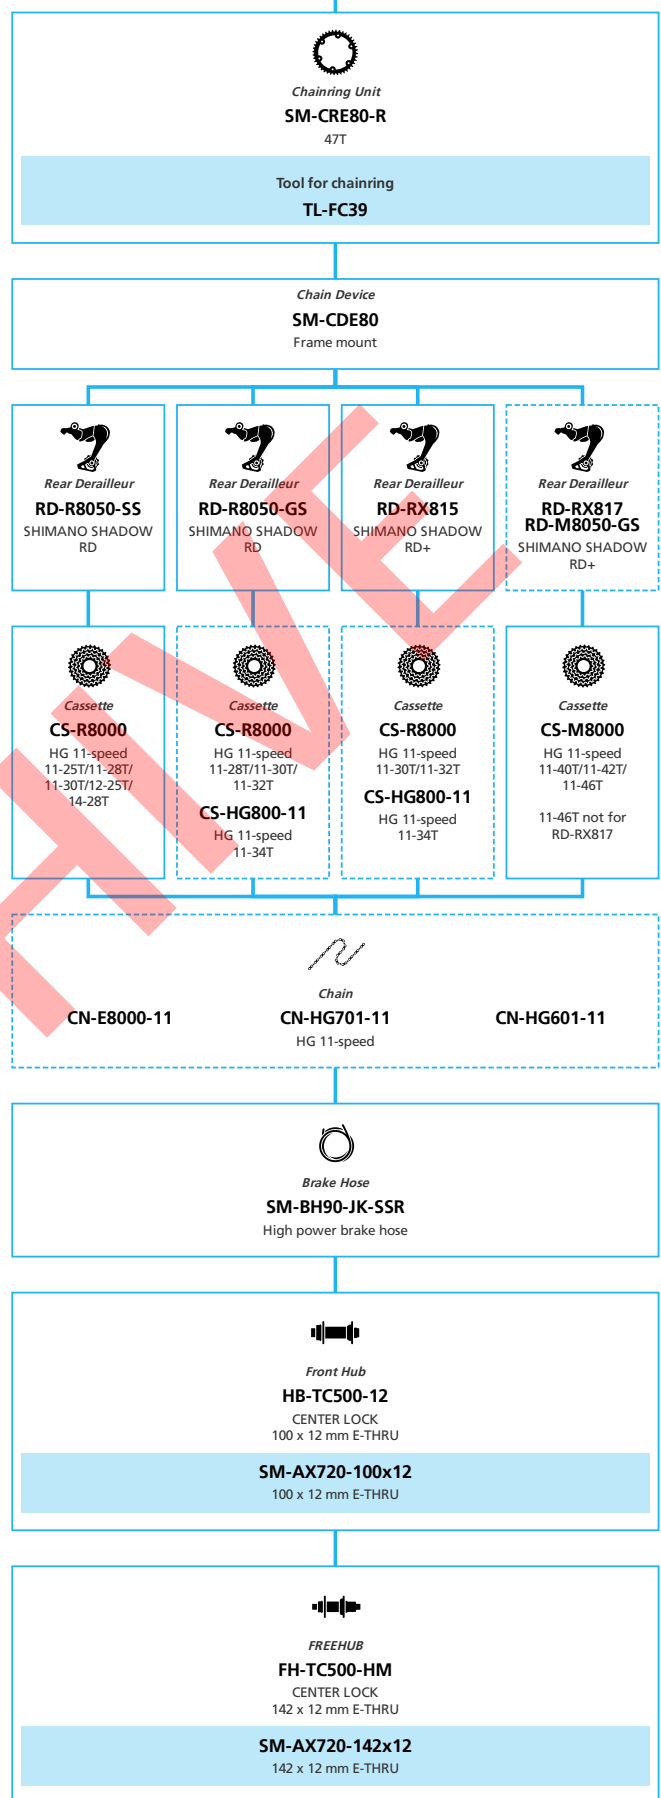 Chainring Unit
SM-CRE80-R
47T
Tool for chainring
TL-FC39
Chain Device
SM-CDE80
Frame mount
Rear Derailleur
RD-R8050-SS
SHIMANO SHADOW
RD
Rear Derailleur
RD-R8050-GS
SHIMANO SHADOW
RD
Rear Derailleur
RD-RX815
SHIMANO SHADOW
RD+
Rear Derailleur
RD-RX817
RD-M8050-GS
SHIMANO SHADOW
RD+
Cassette
CS-R8000
HG 11-speed
11-25T/11-28T/
11-30T/12-25T/
14-28T
Cassette
CS-R8000
HG 11-speed
11-28T/11-30T/
11-32T
CS-HG800-11
HG 11-speed
11-34T
Cassette
CS-R8000
HG 11-speed
11-30T/11-32T
CS-HG800-11
HG 11-speed
11-34T
Cassette
CS-M8000
HG 11-speed
11-40T/11-42T/
11-46T
11-46T not for
RD-RX817
Chain
CN-E8000-11
CN-HG701-11
HG 11-speed
CN-HG601-11
Brake Hose
SM-BH90-JK-SSR
High power brake hose
Front Hub
HB-TC500-12
CENTER LOCK
100 x 12 mm E-THRU
SM-AX720-100x12
100 x 12 mm E-THRU
FREEHUB
FH-TC500-HM
CENTER LOCK
142 x 12 mm E-THRU
SM-AX720-142x12
142 x 12 mm E-THRU
HIVE